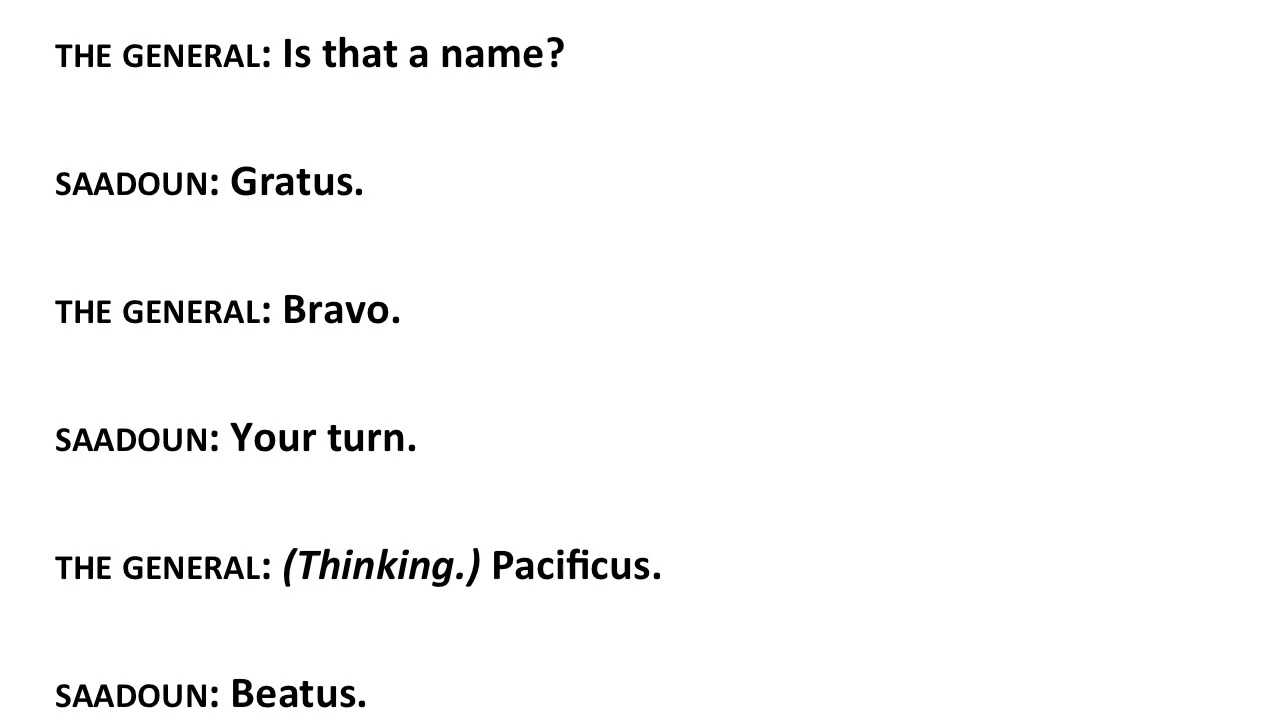 THE GENERAL: Is that a name?
SAADOUN: Gratus.
THE GENERAL: Bravo.
SAADOUN: Your turn.
THE GENERAL: (Thinking.) Pacificus.
SAADOUN: Beatus.